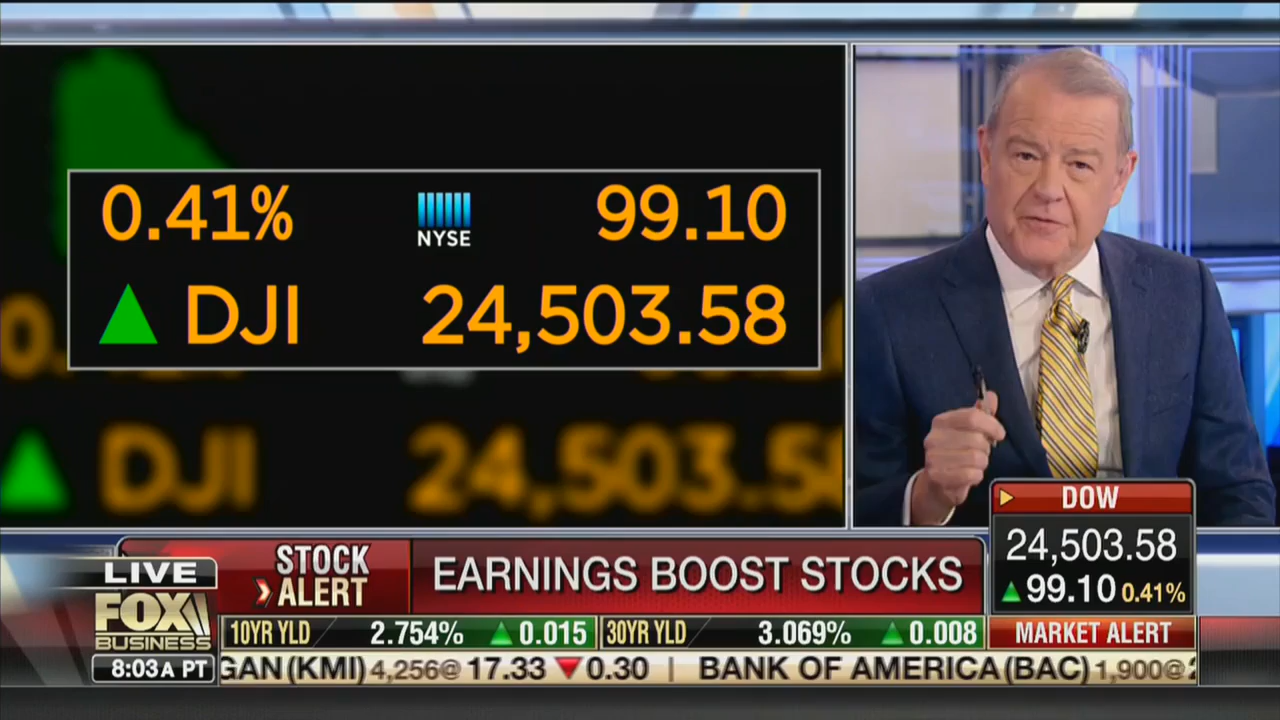 0.41% NYSE 99.10
▲ DJI 24,503.58
DJI 24,503.5
DOW
24,503.58
▲ 99.10 0.41%
MARKET ALERT
STOCK
ALERT
EARNINGS BOOST STOCKS
LIVE
FOX
BUSINESS
8:03A PT
10YR YLD 2.754% ▲ 0.015 30YR YLD 3.069% ▲ 0.008
GAN (KMI) 4,256@ 17.33 ▼ 0.30 | BANK OF AMERICA (BAC) 1,900@